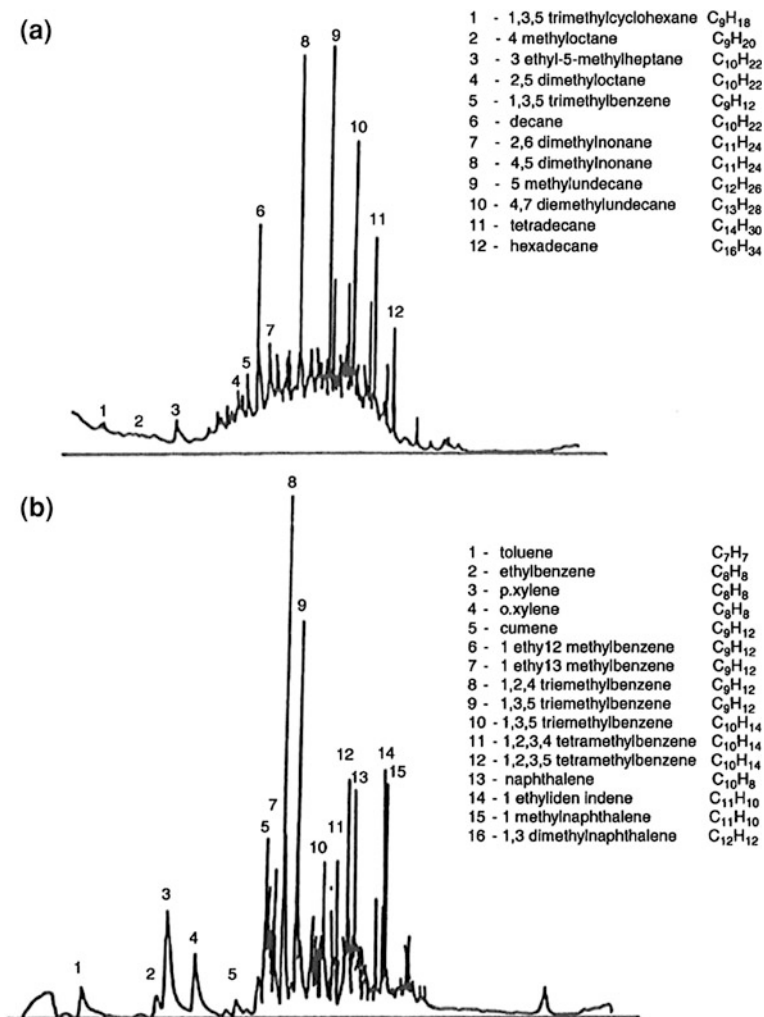 (a)
1 - 1,3,5 trimethylcyclohexane C₉H₁₈
2 - 4 methyloctane C₉H₂₀
3 - 3 ethyl-5-methylheptane C₁₀H₂₂
4 - 2,5 dimethyloctane C₁₀H₂₂
5 - 1,3,5 trimethylbenzene C₉H₁₂
6 - decane C₁₀H₂₂
7 - 2,6 dimethylnonane C₁₁H₂₄
8 - 4,5 dimethylnonane C₁₁H₂₄
9 - 5 methylundecane C₁₂H₂₆
10 - 4,7 diemethylundecane C₁₃H₂₈
11 - tetradecane C₁₄H₃₀
12 - hexadecane C₁₆H₃₄
9
8
10
6
11
12
7
5
4
3
1
2
(b)
1 - toluene C₇H₇
2 - ethylbenzene C₈H₈
3 - p.xylene C₈H₈
4 - o.xylene C₈H₈
5 - cumene C₉H₁₂
6 - 1 ethy12 methylbenzene C₉H₁₂
7 - 1 ethy13 methylbenzene C₉H₁₂
8 - 1,2,4 triemethylbenzene C₉H₁₂
9 - 1,3,5 triemethylbenzene C₉H₁₂
10 - 1,3,5 triemethylbenzene C₁₀H₁₄
11 - 1,2,3,4 tetramethylbenzene C₁₀H₁₄
12 - 1,2,3,5 tetramethylbenzene C₁₀H₁₄
13 - naphthalene C₁₀H₈
14 - 1 ethyliden indene C₁₁H₁₀
15 - 1 methylnaphthalene C₁₁H₁₀
16 - 1,3 dimethylnaphthalene C₁₂H₁₂
8
9
12
14
13
15
7
5
10
11
3
4
1
2
5